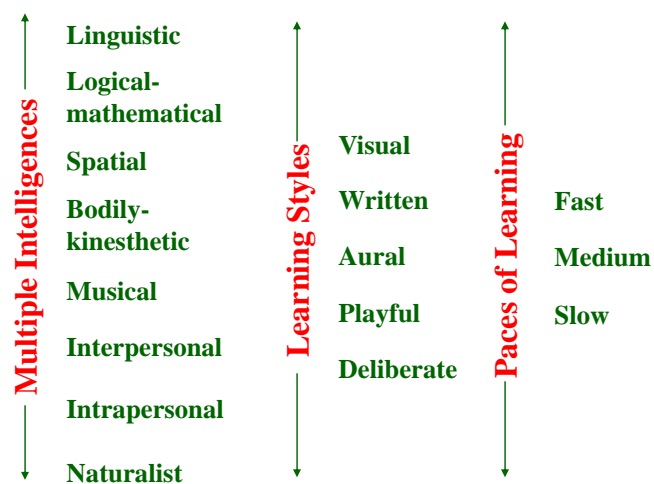 Multiple Intelligences
Linguistic
Logical-
mathematical
Spatial
Bodily-
kinesthetic
Musical
Interpersonal
Intrapersonal
Naturalist
Learning Styles
Visual
Written
Aural
Playful
Deliberate
Paces of Learning
Fast
Medium
Slow